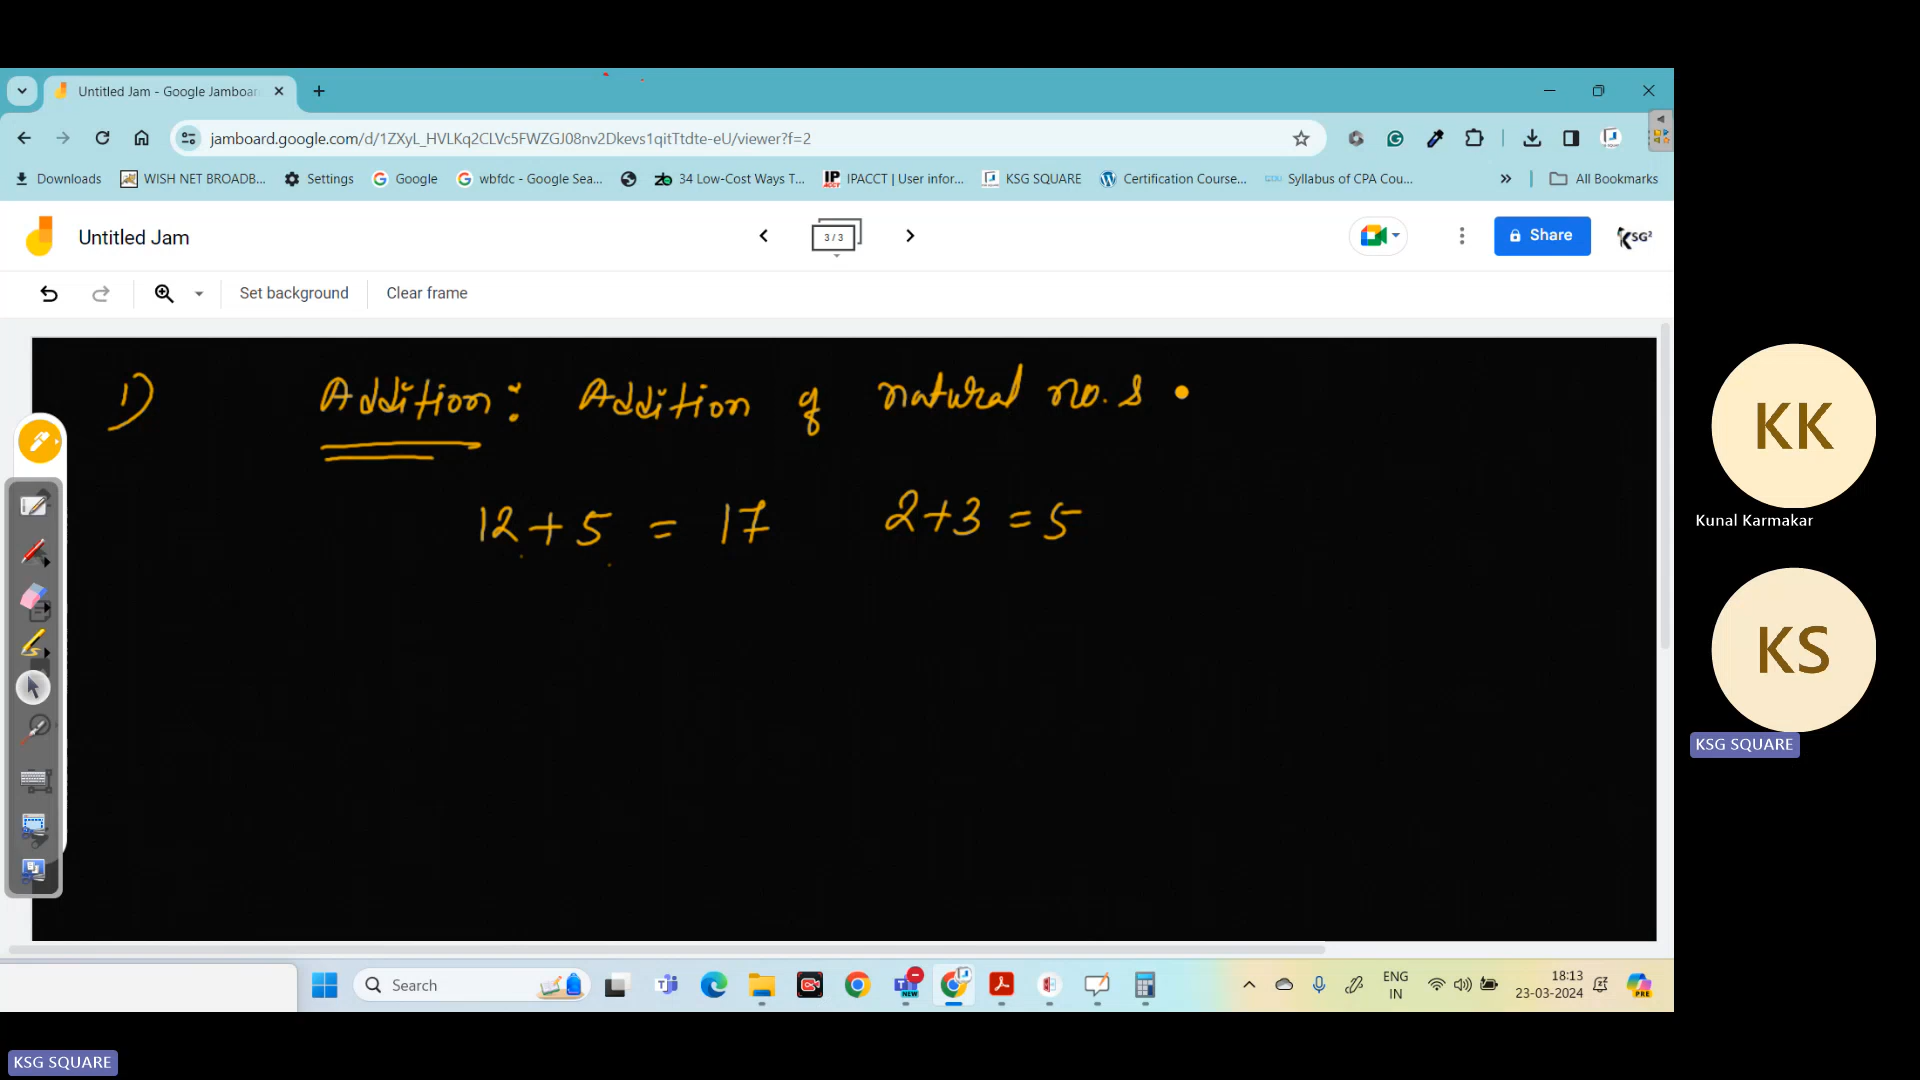 Untitled Jam - Google Jamboar
jamboard.google.com/d/1ZXyL_HVLKq2CLVc5FWZGJ08nv2Dkevs1qitTtdte-eU/viewer?f=2
Downloads WISH NET BROADB... Settings Google wbfdc - Google Sea... 34 Low-Cost Ways T... IPACCT | User infor... KSG SQUARE Certification Course... Syllabus of CPA Cou... » All Bookmarks
Untitled Jam 3 / 3 Share KSG²
Set background Clear frame
1) Addition: Addition of natural no.s .
12+5 = 17 2+3 = 5
KK
Kunal Karmakar
KS
KSG SQUARE
Search ENG IN 18:13 23-03-2024
KSG SQUARE